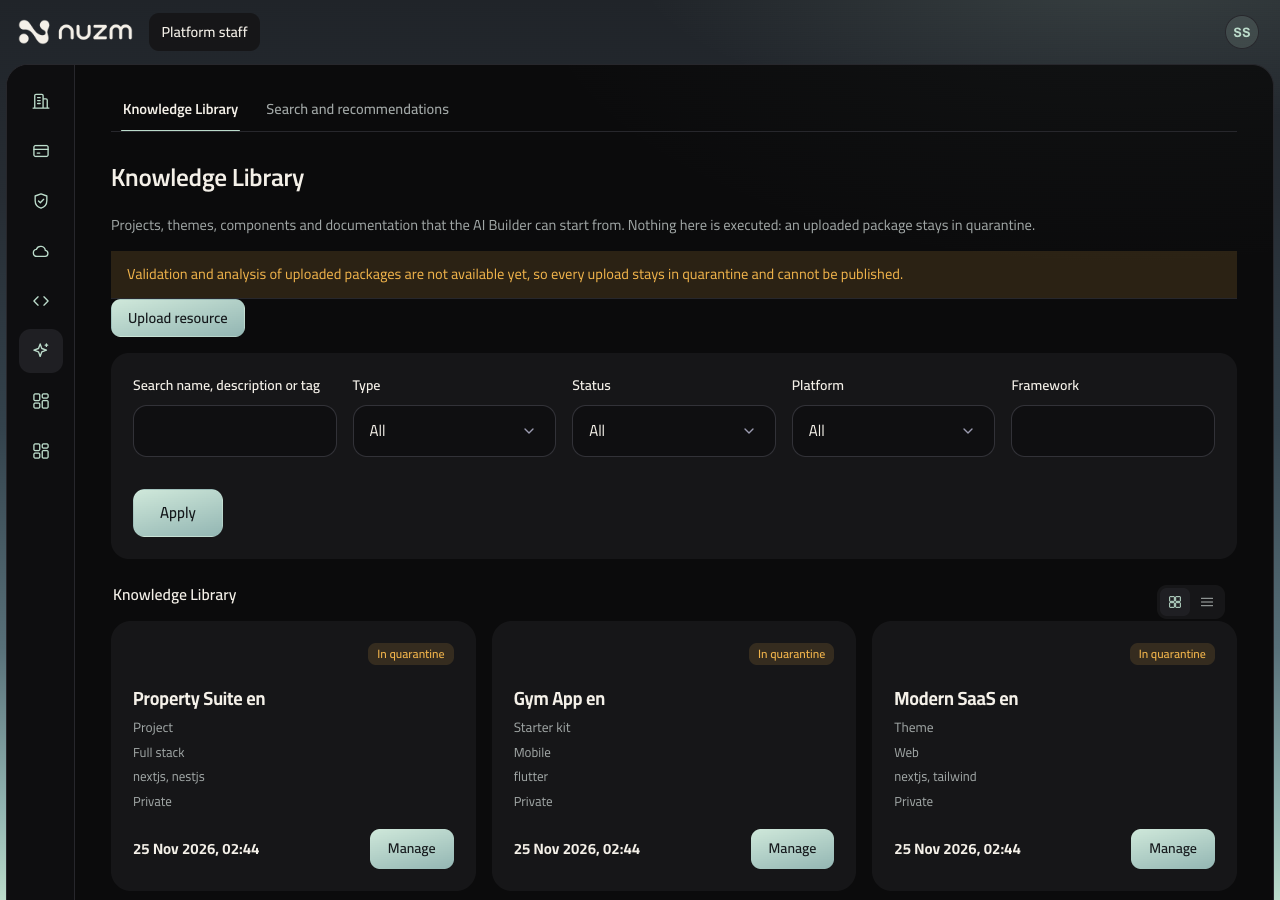 nuzm
Platform staff
SS
Knowledge Library
Search and recommendations
Knowledge Library
Projects, themes, components and documentation that the AI Builder can start from. Nothing here is executed: an uploaded package stays in quarantine.
Validation and analysis of uploaded packages are not available yet, so every upload stays in quarantine and cannot be published.
Upload resource
Search name, description or tag
Type
Status
Platform
Framework
All
All
All
Apply
Knowledge Library
In quarantine
Property Suite en
Project
Full stack
nextjs, nestjs
Private
25 Nov 2026, 02:44
Manage
In quarantine
Gym App en
Starter kit
Mobile
flutter
Private
25 Nov 2026, 02:44
Manage
In quarantine
Modern SaaS en
Theme
Web
nextjs, tailwind
Private
25 Nov 2026, 02:44
Manage